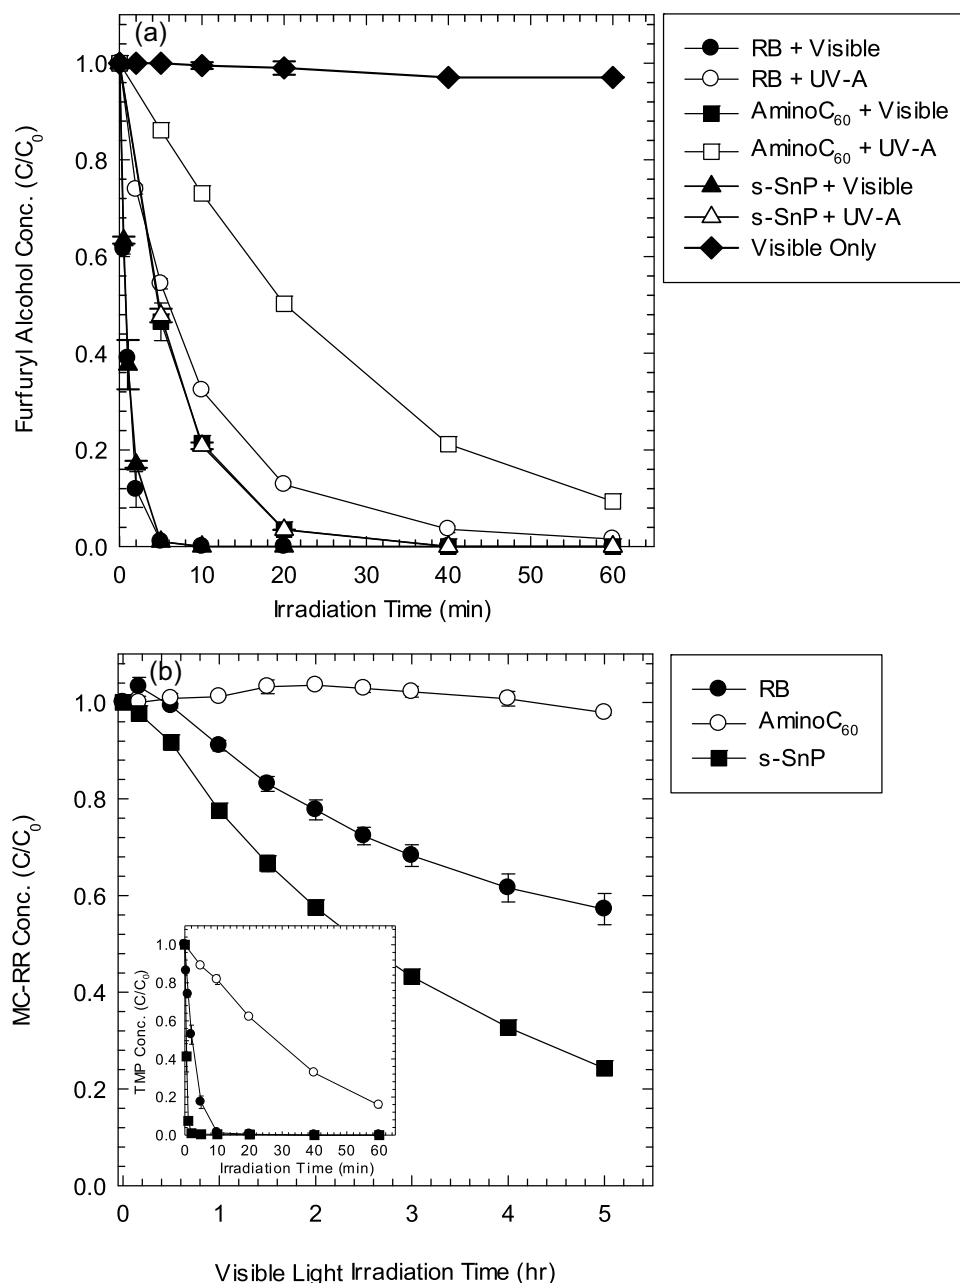 (a)
1.0
0.8
0.6
0.4
0.2
0.0
Furfuryl Alcohol Conc. (C/C₀)
0 10 20 30 40 50 60
Irradiation Time (min)
RB + Visible
RB + UV-A
AminoC₆₀ + Visible
AminoC₆₀ + UV-A
s-SnP + Visible
s-SnP + UV-A
Visible Only
(b)
1.0
0.8
0.6
0.4
0.2
0.0
MC-RR Conc. (C/C₀)
1.0
0.8
0.6
0.4
0.2
0.0
TMP Conc. (C/C₀)
0 10 20 30 40 50 60
Irradiation Time (min)
0 1 2 3 4 5
Visible Light Irradiation Time (hr)
RB
AminoC₆₀
s-SnP